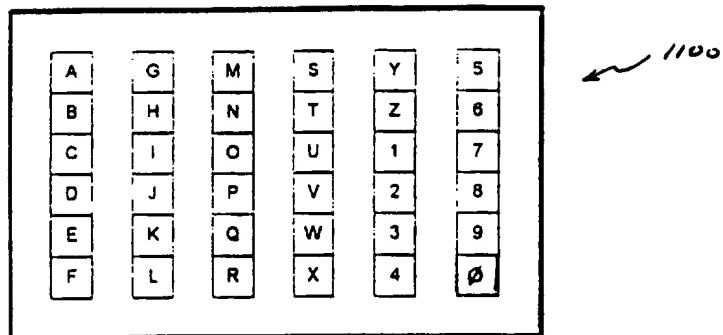 A G M S Y 5
B H N T Z 6
C I O U 1 7
D J P V 2 8
E K Q W 3 9
F L R X 4 Ø
1100